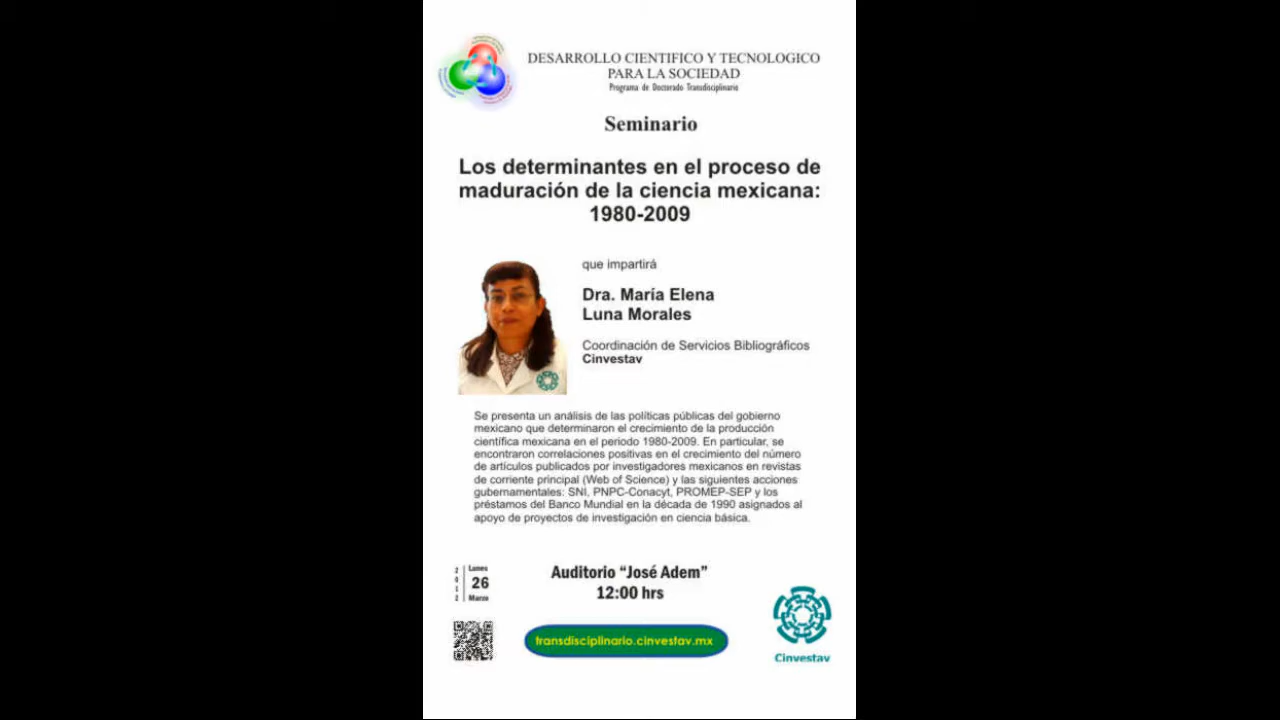 DESARROLLO CIENTIFICO Y TECNOLOGICO
PARA LA SOCIEDAD
Programa de Doctorado Transdisciplinario
Seminario
Los determinantes en el proceso de
maduración de la ciencia mexicana:
1980-2009
que impartirá
Dra. María Elena
Luna Morales
Coordinación de Servicios Bibliográficos
Cinvestav
Se presenta un análisis de las políticas públicas del gobierno
mexicano que determinaron el crecimiento de la producción
científica mexicana en el periodo 1980-2009. En particular, se
encontraron correlaciones positivas en el crecimiento del número
de artículos publicados por investigadores mexicanos en revistas
de corriente principal (Web of Science) y las siguientes acciones
gubernamentales: SNI, PNPC-Conacyt, PROMEP-SEP y los
préstamos del Banco Mundial en la década de 1990 asignados al
apoyo de proyectos de investigación en ciencia básica.
2012
Lunes
26
Marzo
Auditorio “José Adem”
12:00 hrs
transdisciplinario.cinvestav.mx
Cinvestav